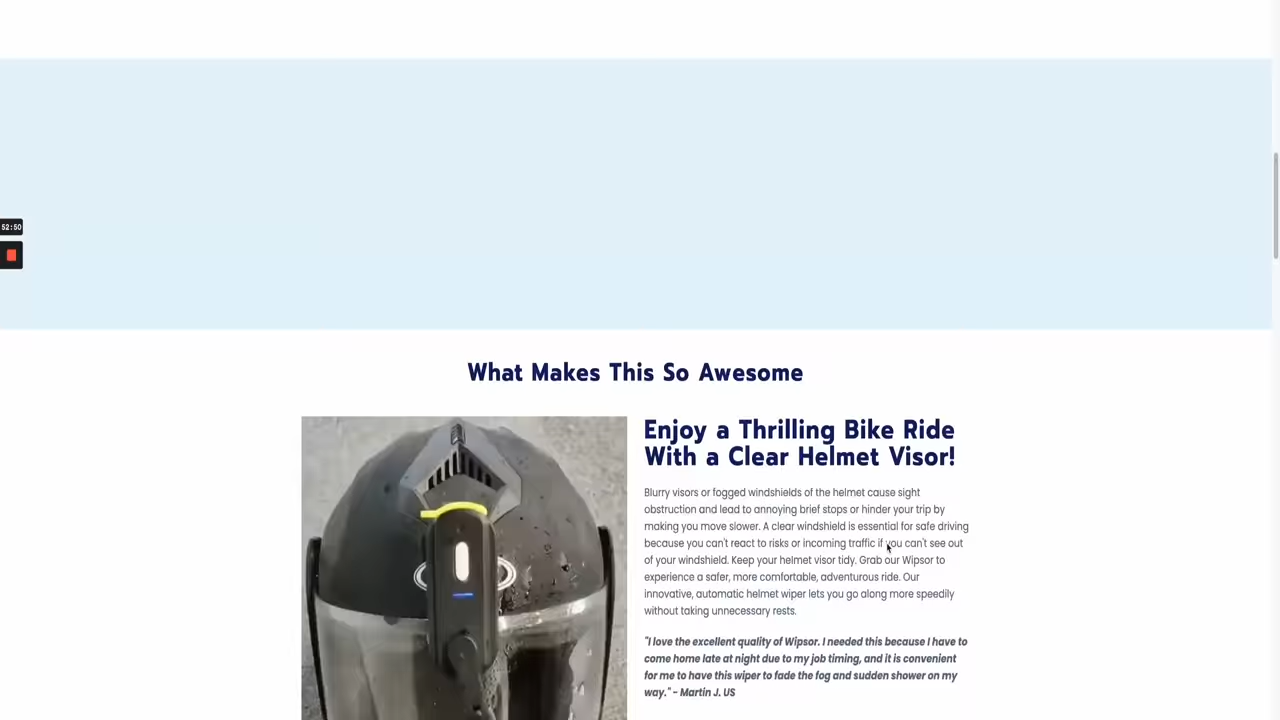 52:50
What Makes This So Awesome
Enjoy a Thrilling Bike Ride
With a Clear Helmet Visor!
Blurry visors or fogged windshields of the helmet cause sight
obstruction and lead to annoying brief stops or hinder your trip by
making you move slower. A clear windshield is essential for safe driving
because you can't react to risks or incoming traffic if you can't see out
of your windshield. Keep your helmet visor tidy. Grab our Wipsor to
experience a safer, more comfortable, adventurous ride. Our
innovative, automatic helmet wiper lets you go along more speedily
without taking unnecessary rests.
"I love the excellent quality of Wipsor. I needed this because I have to
come home late at night due to my job timing, and it is convenient
for me to have this wiper to fade the fog and sudden shower on my
way." - Martin J. US